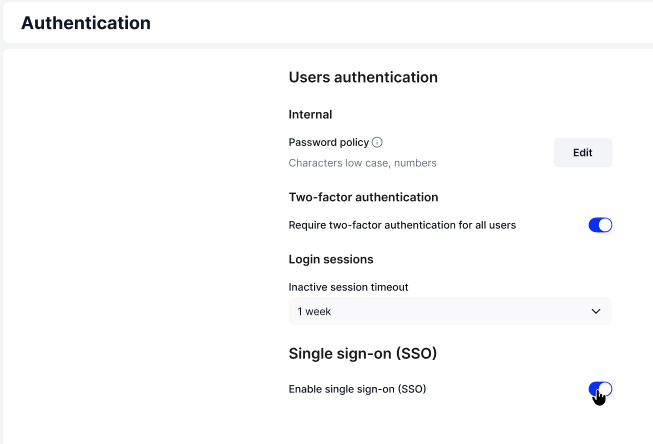 Authentication
Users authentication
Internal
Password policy
Characters low case, numbers
Edit
Two-factor authentication
Require two-factor authentication for all users
Login sessions
Inactive session timeout
1 week
Single sign-on (SSO)
Enable single sign-on (SSO)